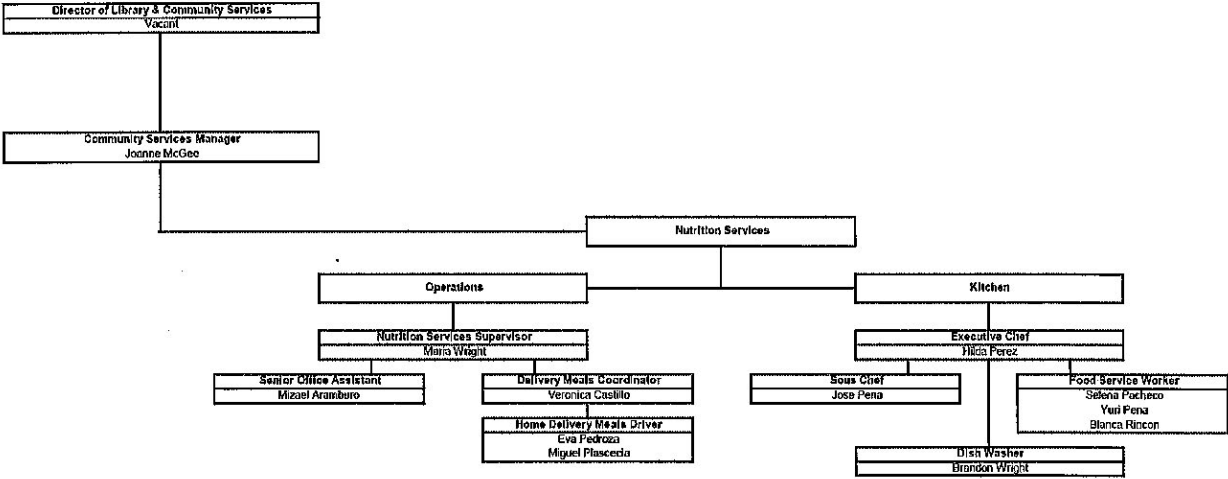 Director of Library & Community Services
Vacant
Community Services Manager
Joanne McGee
Nutrition Services
Operations
Kitchen
Nutrition Services Supervisor
Maria Wright
Executive Chef
Hilda Perez
Senior Office Assistant
Mizael Arambero
Delivery Meals Coordinator
Veronica Castillo
Sous Chef
Jose Pena
Food Service Worker
Selena Pacheco
Yuri Pena
Blanca Rincon
Home Delivery Meals Driver
Eva Pedroza
Miguel Plascecia
Dish Washer
Brandon Wright